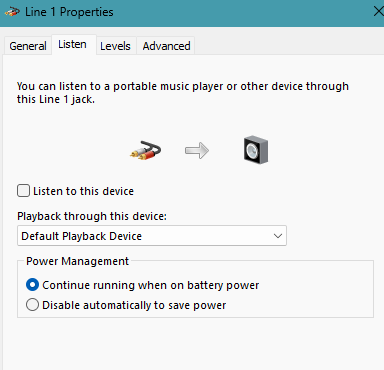 Line 1 Properties
General Listen Levels Advanced
You can listen to a portable music player or other device through
this Line 1 jack.
Listen to this device
Playback through this device:
Default Playback Device
Power Management
Continue running when on battery power
Disable automatically to save power